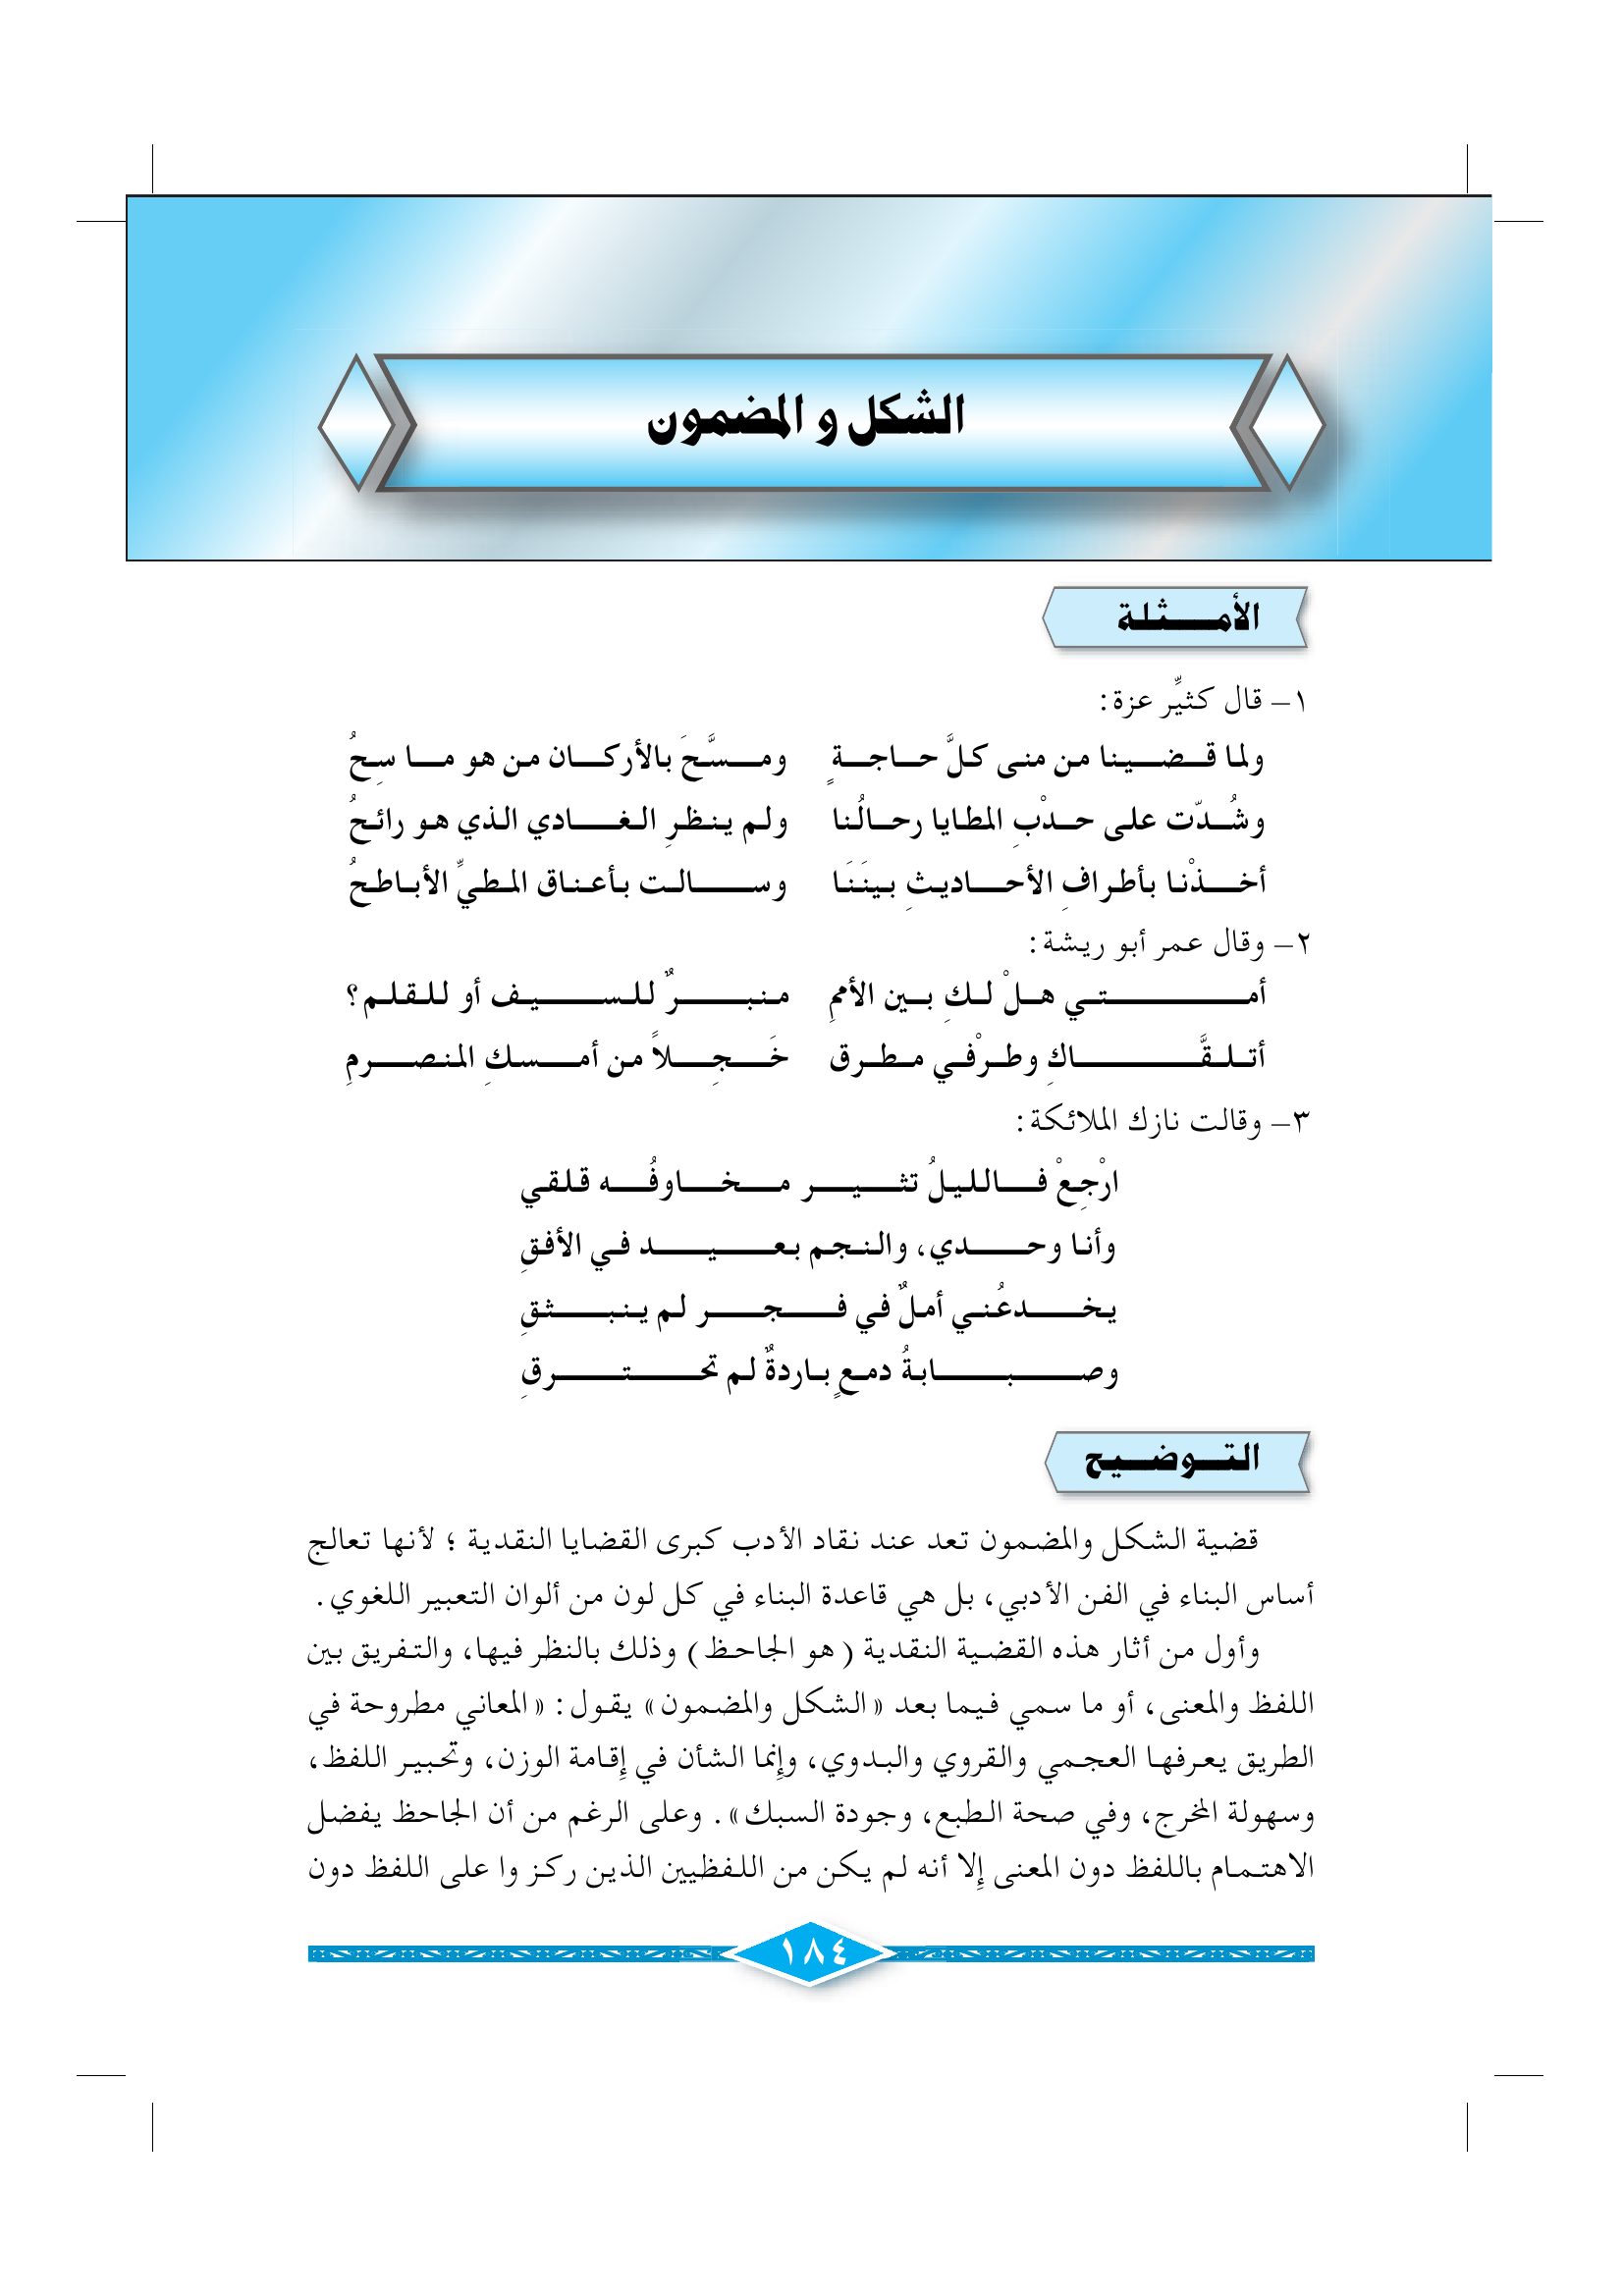 الشكل و المضمون
الأمثلة
١– قال كثيِّر عزة:
ولما قضينا من منى كلَّ حاجةٍ ومسَّحَ بالأركان من هو ما سِحُ
وشُدّت على حدْبِ المطايا رحالُنا ولم ينظرِ الغادي الذي هو رائحُ
أخذْنا بأطرافِ الأحاديثِ بينَنَا وسالت بأعناق المطيِّ الأباطحُ
٢– وقال عمر أبو ريشة:
أمتي هلْ لكِ بين الأممِ منبرٌ للسيف أو للقلم؟
أتلقَّاكِ وطرْفي مطرق خَجِلاً من أمسكِ المنصرمِ
٣– وقالت نازك الملائكة:
ارْجِعْ فالليلُ تثير مخاوفُه قلقي
وأنا وحدي، والنجم بعيد في الأفقِ
يخدعُني أملٌ في فجر لم ينبثقِ
وصبابةُ دمعٍ باردةٌ لم تحترقِ
التوضيح
قضية الشكل والمضمون تعد عند نقاد الأدب كبرى القضايا النقدية ؛ لأنها تعالج
أساس البناء في الفن الأدبي، بل هي قاعدة البناء في كل لون من ألوان التعبير اللغوي.
وأول من أثار هذه القضية النقدية (هو الجاحظ) وذلك بالنظر فيها، والتفريق بين
اللفظ والمعنى، أو ما سمي فيما بعد «الشكل والمضمون» يقول: «المعاني مطروحة في
الطريق يعرفها العجمي والقروي والبدوي، وإِنما الشأن في إِقامة الوزن، وتحبير اللفظ،
وسهولة المخرج، وفي صحة الطبع، وجودة السبك». وعلى الرغم من أن الجاحظ يفضل
الاهتمام باللفظ دون المعنى إِلا أنه لم يكن من اللفظيين الذين ركز وا على اللفظ دون
١٨٤